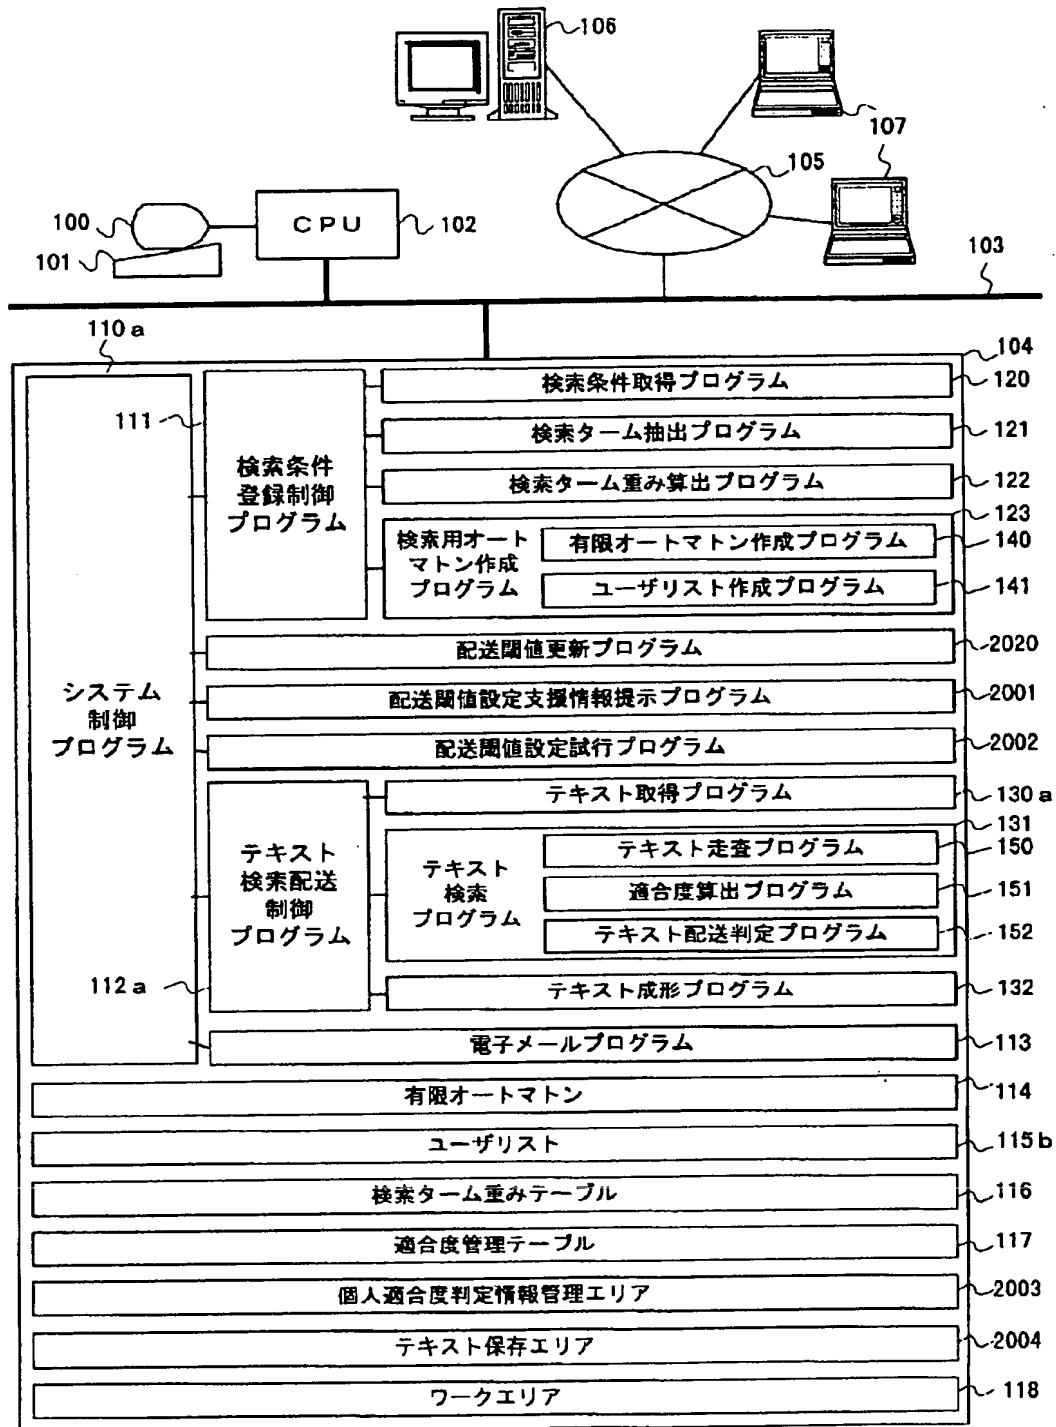 106
107
105
100
CPU
102
101
103
110a
104
111
検索条件
登録制御
プログラム
検索条件取得プログラム
120
検索ターム抽出プログラム
121
検索ターム重み算出プログラム
122
123
検索用オート
マトン作成
プログラム
有限オートマトン作成プログラム
140
ユーザリスト作成プログラム
141
システム
制御
プログラム
配送閾値更新プログラム
2020
配送閾値設定支援情報提示プログラム
2001
配送閾値設定試行プログラム
2002
テキスト
検索配送
制御
プログラム
112a
テキスト取得プログラム
130a
131
テキスト
検索
プログラム
テキスト走査プログラム
150
適合度算出プログラム
151
テキスト配送判定プログラム
152
テキスト成形プログラム
132
電子メールプログラム
113
有限オートマトン
114
ユーザリスト
115b
検索ターム重みテーブル
116
適合度管理テーブル
117
個人適合度判定情報管理エリア
2003
テキスト保存エリア
2004
ワークエリア
118